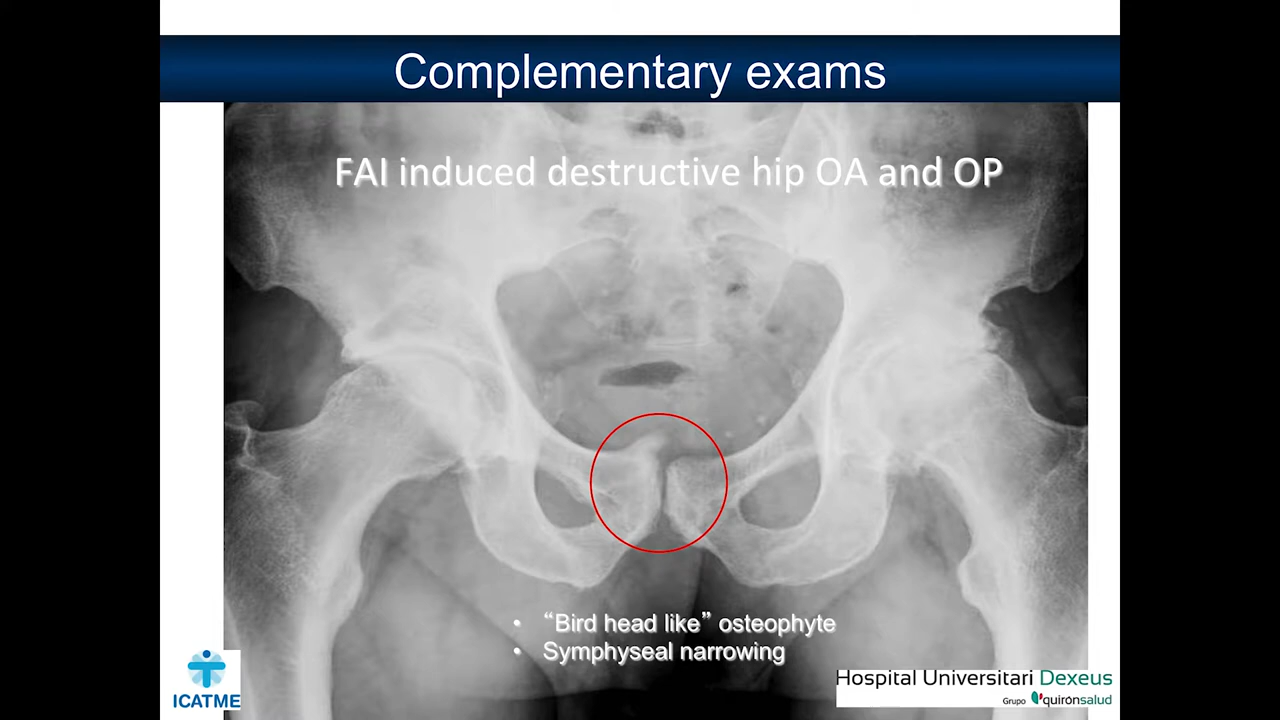 Complementary exams
FAI induced destructive hip OA and OP
• “Bird head like” osteophyte
• Symphyseal narrowing
ICATME
Hospital Universitari Dexeus
Grupo quirónsalud